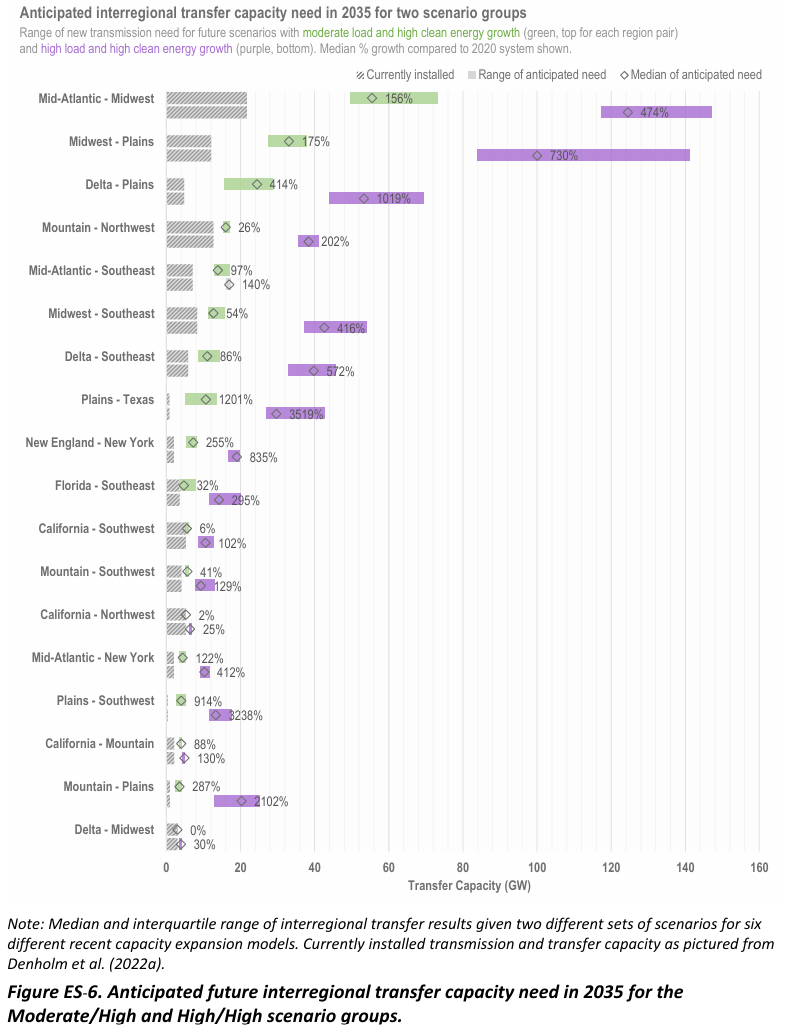 Anticipated interregional transfer capacity need in 2035 for two scenario groups
Range of new transmission need for future scenarios with moderate load and high clean energy growth (green, top for each region pair)
and high load and high clean energy growth (purple, bottom). Median % growth compared to 2020 system shown.
Currently installed Range of anticipated need Median of anticipated need
Mid-Atlantic - Midwest 156%
474%
Midwest - Plains 175%
730%
Delta - Plains 414%
1019%
Mountain - Northwest 26%
202%
Mid-Atlantic - Southeast 97%
140%
Midwest - Southeast 54%
416%
Delta - Southeast 86%
572%
Plains - Texas 1201%
3519%
New England - New York 255%
835%
Florida - Southeast 32%
295%
California - Southwest 6%
102%
Mountain - Southwest 41%
129%
California - Northwest 2%
25%
Mid-Atlantic - New York 122%
412%
Plains - Southwest 914%
3238%
California - Mountain 88%
130%
Mountain - Plains 287%
2102%
Delta - Midwest 0%
30%
0 20 40 60 80 100 120 140 160
Transfer Capacity (GW)
Note: Median and interquartile range of interregional transfer results given two different sets of scenarios for six
different recent capacity expansion models. Currently installed transmission and transfer capacity as pictured from
Denholm et al. (2022a).
Figure ES-6. Anticipated future interregional transfer capacity need in 2035 for the
Moderate/High and High/High scenario groups.